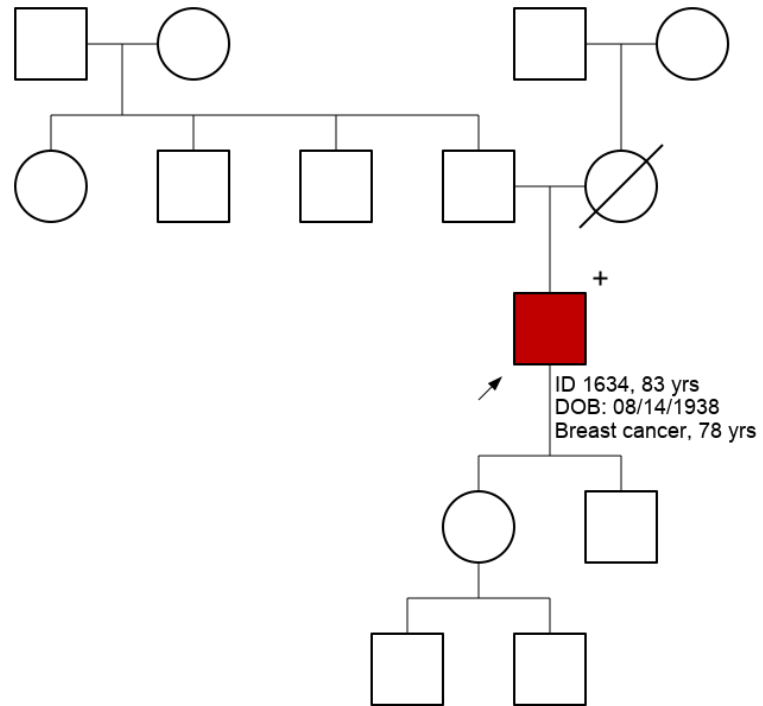 +
ID 1634, 83 yrs
DOB: 08/14/1938
Breast cancer, 78 yrs